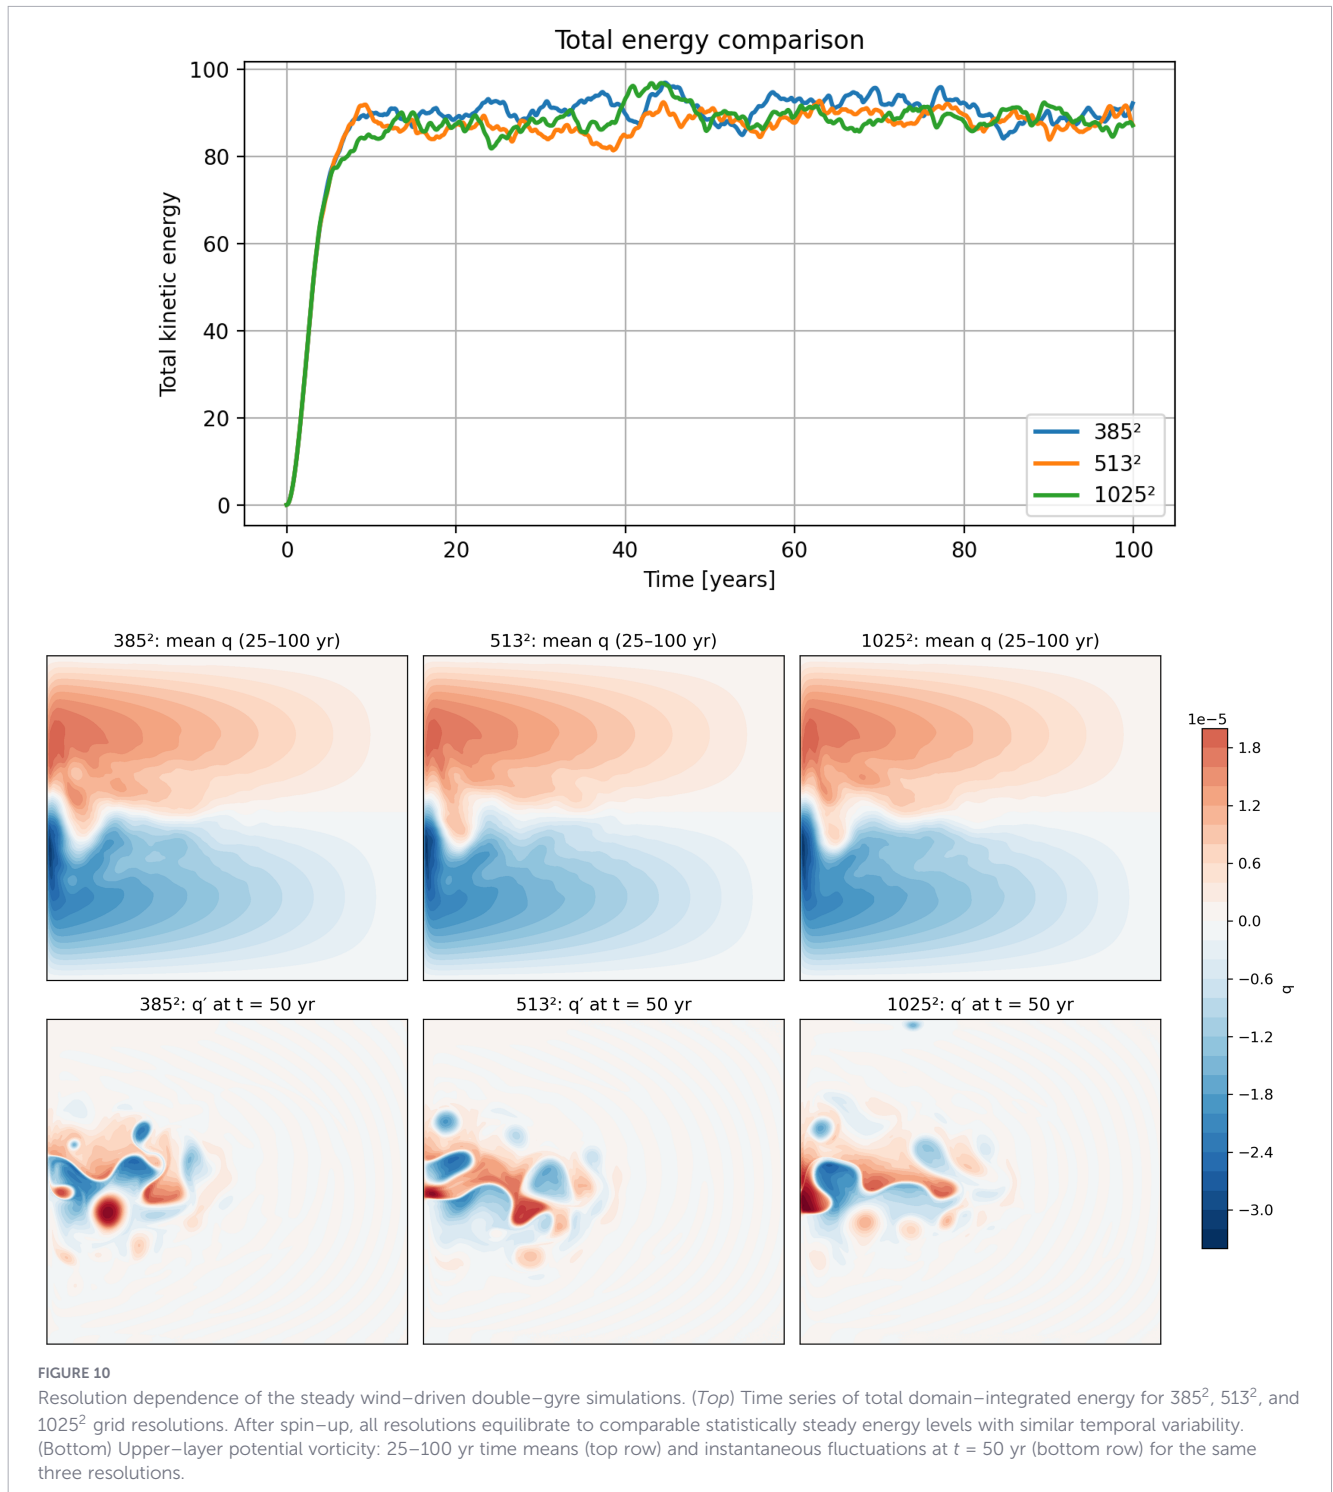 Total energy comparison
100
80
60
40
20
0
Total kinetic energy
0 20 40 60 80 100
Time [years]
385²
513²
1025²
385²: mean q (25–100 yr)
513²: mean q (25–100 yr)
1025²: mean q (25–100 yr)
385²: q′ at t = 50 yr
513²: q′ at t = 50 yr
1025²: q′ at t = 50 yr
1e−5
1.8
1.2
0.6
0.0
−0.6
−1.2
−1.8
−2.4
−3.0
q
FIGURE 10
Resolution dependence of the steady wind–driven double–gyre simulations. (Top) Time series of total domain–integrated energy for 385², 513², and
1025² grid resolutions. After spin–up, all resolutions equilibrate to comparable statistically steady energy levels with similar temporal variability.
(Bottom) Upper–layer potential vorticity: 25–100 yr time means (top row) and instantaneous fluctuations at t = 50 yr (bottom row) for the same
three resolutions.